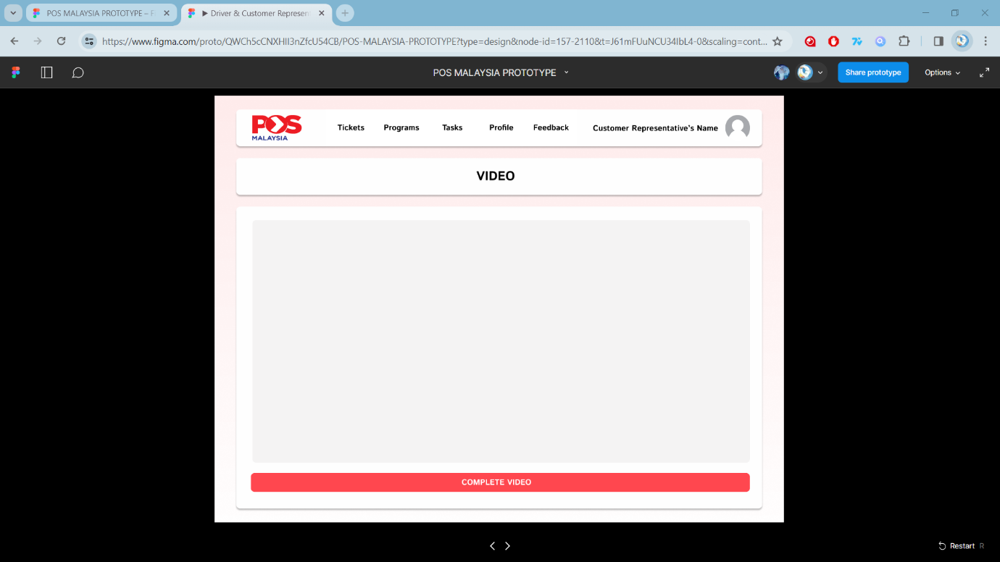 POS MALAYSIA PROTOTYPE – F
Driver & Customer Represen
https://www.figma.com/proto/QWCh5cCNXHII3nZfcU54CB/POS-MALAYSIA-PROTOTYPE?type=design&node-id=157-2110&t=J61mFUuNCU34IbL4-0&scaling=cont...
POS MALAYSIA PROTOTYPE
Share prototype
Options
POS
MALAYSIA
Tickets
Programs
Tasks
Profile
Feedback
Customer Representative's Name
VIDEO
COMPLETE VIDEO
Restart R